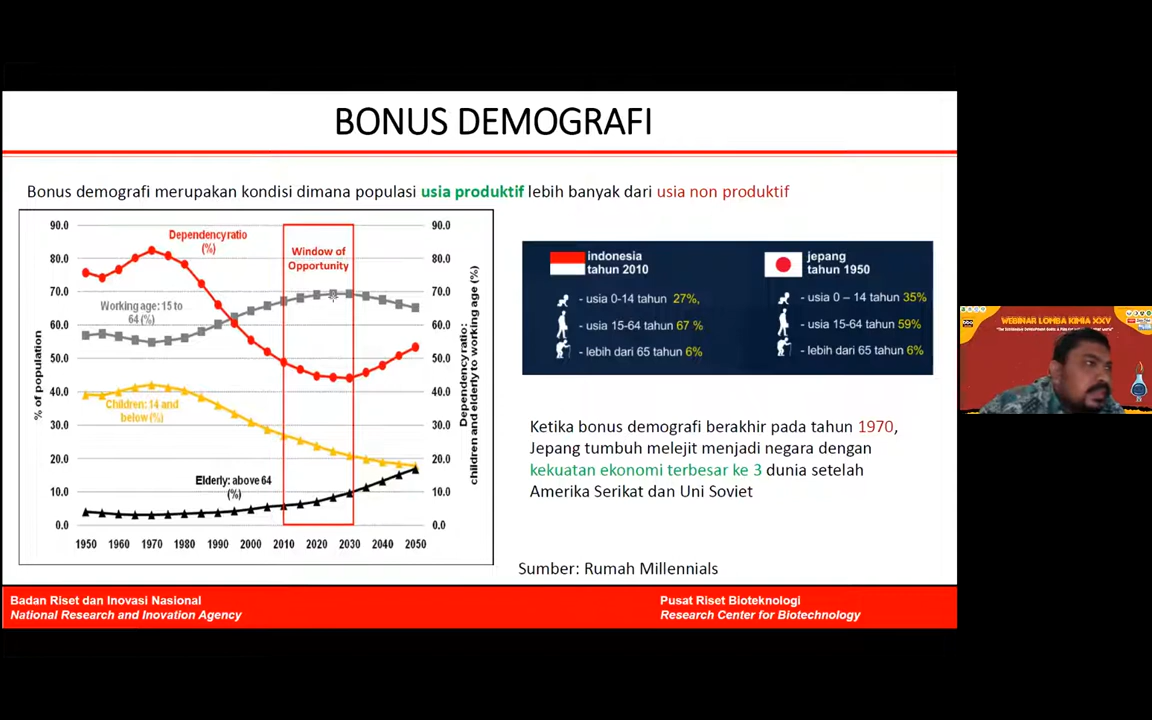 BONUS DEMOGRAFI
Bonus demografi merupakan kondisi dimana populasi usia produktif lebih banyak dari usia non produktif
90.0
80.0
70.0
60.0
50.0
40.0
30.0
20.0
10.0
0.0
% of population
Dependency ratio
(%)
Window of
Opportunity
Working age: 15 to
64 (%)
Children: 14 and
below (%)
Elderly: above 64
(%)
90.0
80.0
70.0
60.0
50.0
40.0
30.0
20.0
10.0
0.0
Dependency ratio:
children and elderly to working age (%)
1950 1960 1970 1980 1990 2000 2010 2020 2030 2040 2050
indonesia
tahun 2010
- usia 0-14 tahun 27%,
- usia 15-64 tahun 67 %
- lebih dari 65 tahun 6%
jepang
tahun 1950
- usia 0 – 14 tahun 35%
- usia 15-64 tahun 59%
- lebih dari 65 tahun 6%
Ketika bonus demografi berakhir pada tahun 1970,
Jepang tumbuh melejit menjadi negara dengan
kekuatan ekonomi terbesar ke 3 dunia setelah
Amerika Serikat dan Uni Soviet
Sumber: Rumah Millennials
Badan Riset dan Inovasi Nasional
National Research and Inovation Agency
Pusat Riset Bioteknologi
Research Center for Biotechnology
WEBINAR LOMBA KIMIA XXV